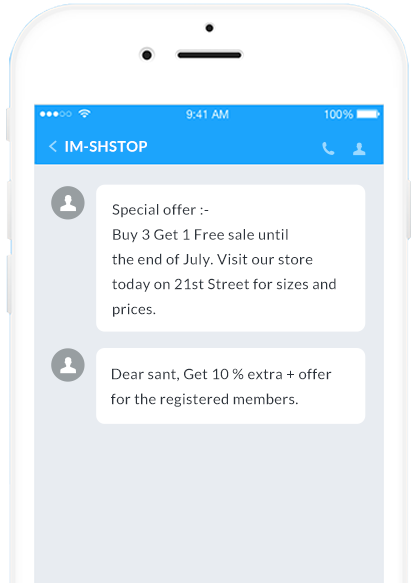 9:41 AM 100%
IM-SHSTOP
Special offer :-
Buy 3 Get 1 Free sale until
the end of July. Visit our store
today on 21st Street for sizes and
prices.
Dear sant, Get 10 % extra + offer
for the registered members.